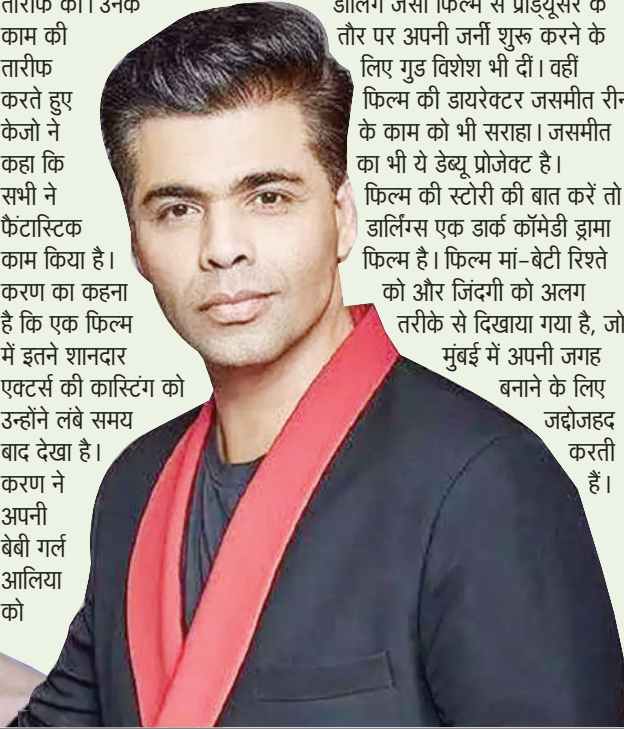 तारीफ की। उनके
काम की
तारीफ
करते हुए
केजो ने
कहा कि
सभी ने
फैंटास्टिक
काम किया है।
करण का कहना
है कि एक फिल्म
में इतने शानदार
एक्टर्स की कास्टिंग को
उन्होंने लंबे समय
बाद देखा है।
करण ने
अपनी
बेबी गर्ल
आलिया
को
डार्लिंग जैसी फिल्म से प्रोड्यूसर के
तौर पर अपनी जर्नी शुरू करने के
लिए गुड विशेश भी दीं। वहीं
फिल्म की डायरेक्टर जसमीत रीन
के काम को भी सराहा। जसमीत
का भी ये डेब्यू प्रोजेक्ट है।
फिल्म की स्टोरी की बात करें तो
डार्लिंग्स एक डार्क कॉमेडी ड्रामा
फिल्म है। फिल्म मां-बेटी रिश्ते
को और जिंदगी को अलग
तरीके से दिखाया गया है, जो
मुंबई में अपनी जगह
बनाने के लिए
जद्दोजहद
करती
हैं।